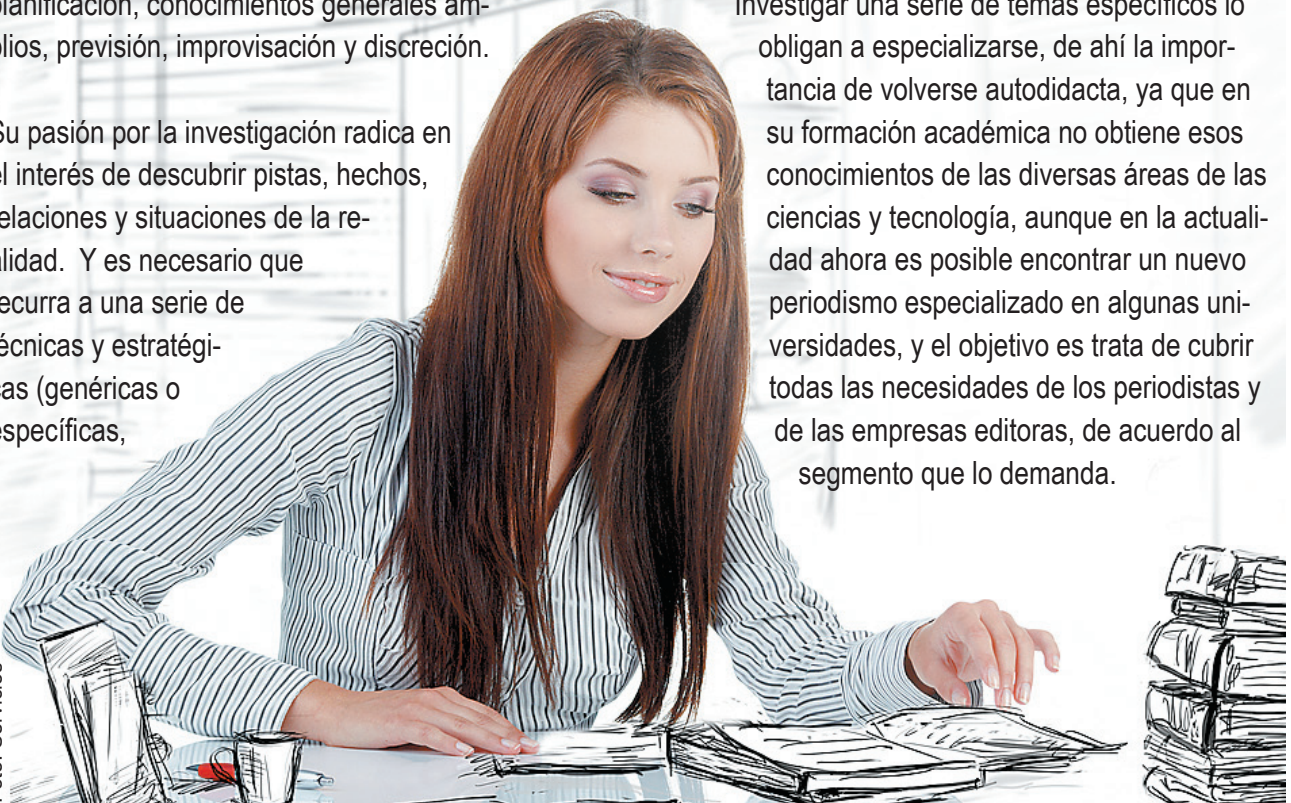 planificación, conocimientos generales am-
plios, previsión, improvisación y discreción.
Su pasión por la investigación radica en
el interés de descubrir pistas, hechos,
relaciones y situaciones de la re-
alidad. Y es necesario que
recurra a una serie de
técnicas y estratégi-
cas (genéricas o
específicas,
investigar una serie de temas específicos lo
obligan a especializarse, de ahí la impor-
tancia de volverse autodidacta, ya que en
su formación académica no obtiene esos
conocimientos de las diversas áreas de las
ciencias y tecnología, aunque en la actuali-
dad ahora es posible encontrar un nuevo
periodismo especializado en algunas uni-
versidades, y el objetivo es trata de cubrir
todas las necesidades de los periodistas y
de las empresas editoras, de acuerdo al
segmento que lo demanda.